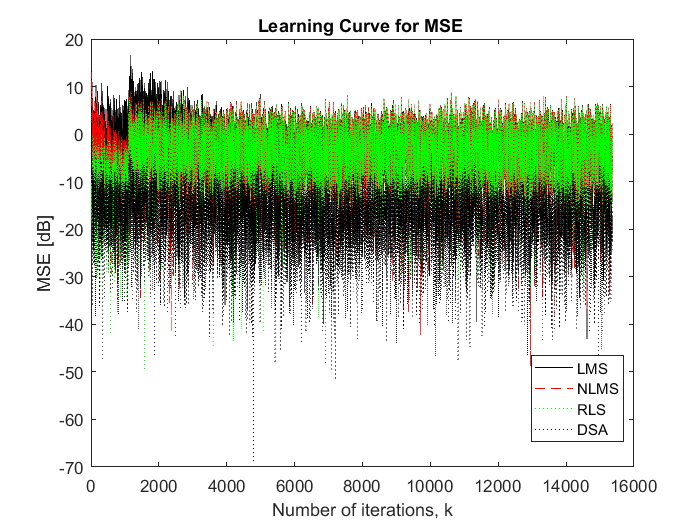 Learning Curve for MSE
MSE [dB]
20
10
0
-10
-20
-30
-40
-50
-60
-70
0 2000 4000 6000 8000 10000 12000 14000 16000
Number of iterations, k
LMS
NLMS
RLS
DSA